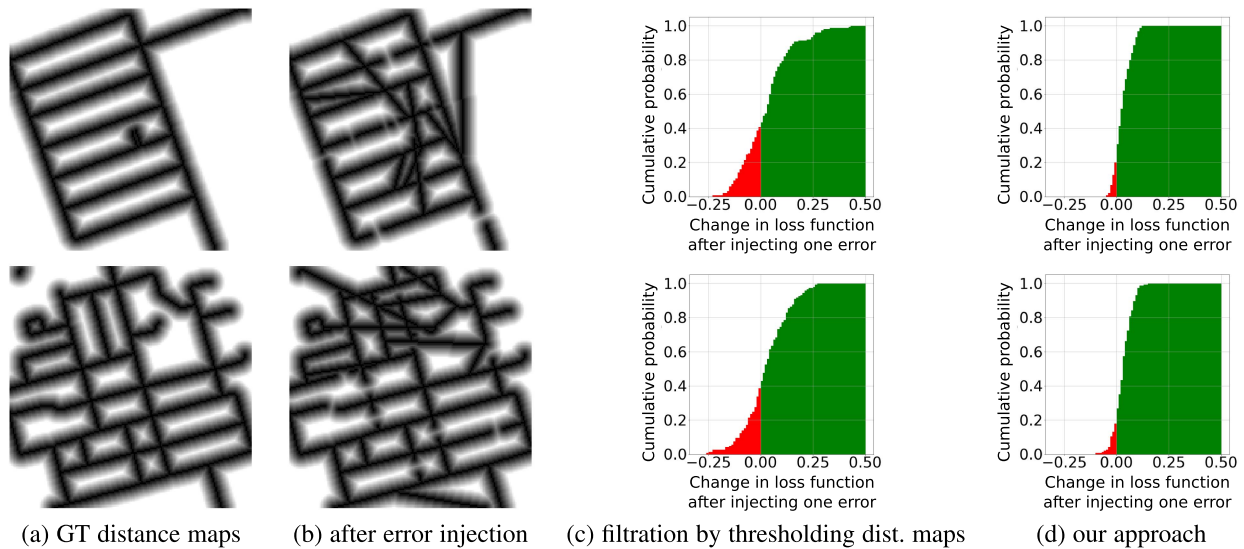 1.0
0.8
0.6
0.4
0.2
0.0
Cumulative probability
−0.25 0.00 0.25 0.50
Change in loss function
after injecting one error
1.0
0.8
0.6
0.4
0.2
0.0
Cumulative probability
−0.25 0.00 0.25 0.50
Change in loss function
after injecting one error
1.0
0.8
0.6
0.4
0.2
0.0
Cumulative probability
−0.25 0.00 0.25 0.50
Change in loss function
after injecting one error
1.0
0.8
0.6
0.4
0.2
0.0
Cumulative probability
−0.25 0.00 0.25 0.50
Change in loss function
after injecting one error
(a) GT distance maps (b) after error injection (c) filtration by thresholding dist. maps (d) our approach